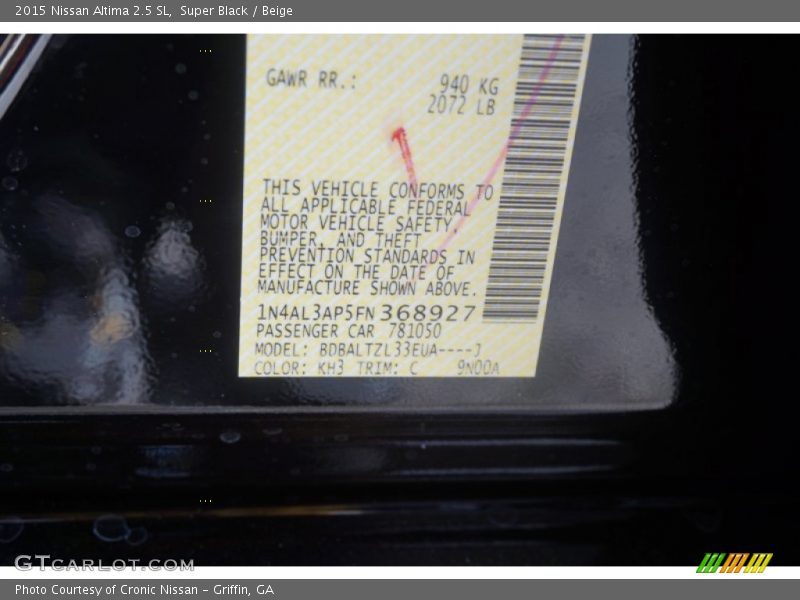 2015 Nissan Altima 2.5 SL, Super Black / Beige
GAWR RR.: 940 KG
2072 LB
THIS VEHICLE CONFORMS TO
ALL APPLICABLE FEDERAL
MOTOR VEHICLE SAFETY,
BUMPER, AND THEFT
PREVENTION STANDARDS IN
EFFECT ON THE DATE OF
MANUFACTURE SHOWN ABOVE.
1N4AL3AP5FN368927
PASSENGER CAR 781050
MODEL: BDBALTZL33EUA----J
COLOR: KH3 TRIM: C 9N00A
GTCARLOT.COM
Photo Courtesy of Cronic Nissan – Griffin, GA